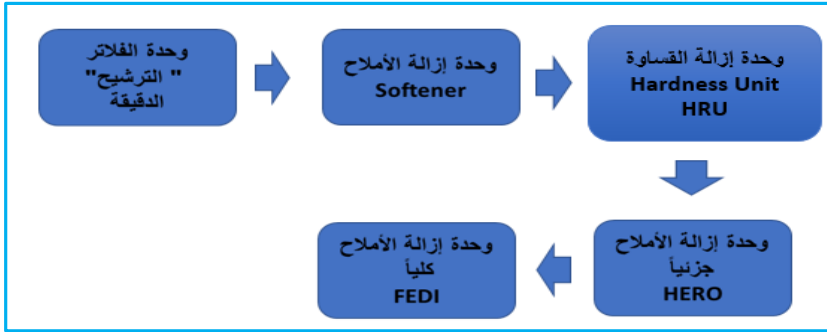 وحدة الفلاتر
" الترشيح"
الدقيقة
وحدة إزالة الأملاح
Softener
وحدة إزالة القساوة
Hardness Unit
HRU
وحدة إزالة الأملاح
جزئياً
HERO
وحدة إزالة الأملاح
كلياً
FEDI